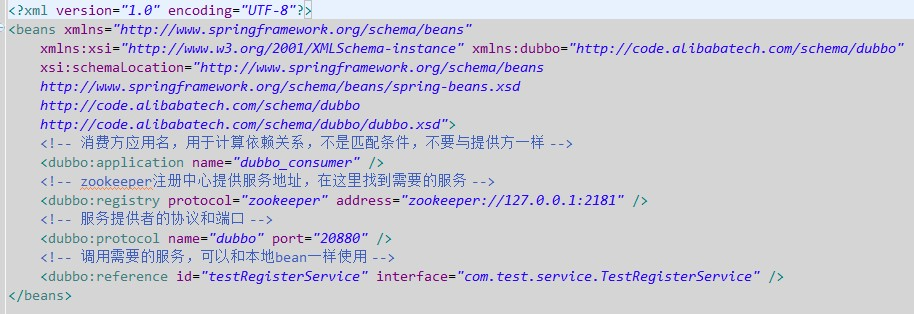 <?xml version="1.0" encoding="UTF-8"?>
<beans xmlns="http://www.springframework.org/schema/beans"
    xmlns:xsi="http://www.w3.org/2001/XMLSchema-instance" xmlns:dubbo="http://code.alibabatech.com/schema/dubbo"
    xsi:schemaLocation="http://www.springframework.org/schema/beans
    http://www.springframework.org/schema/beans/spring-beans.xsd
    http://code.alibabatech.com/schema/dubbo
    http://code.alibabatech.com/schema/dubbo/dubbo.xsd">
    <!-- 消费方应用名，用于计算依赖关系，不是匹配条件，不要与提供方一样 -->
    <dubbo:application name="dubbo_consumer" />
    <!-- zookeeper注册中心提供服务地址，在这里找到需要的服务 -->
    <dubbo:registry protocol="zookeeper" address="zookeeper://127.0.0.1:2181" />
    <!-- 服务提供者的协议和端口 -->
    <dubbo:protocol name="dubbo" port="20880" />
    <!-- 调用需要的服务，可以和本地bean一样使用 -->
    <dubbo:reference id="testRegisterService" interface="com.test.service.TestRegisterService" />
</beans>